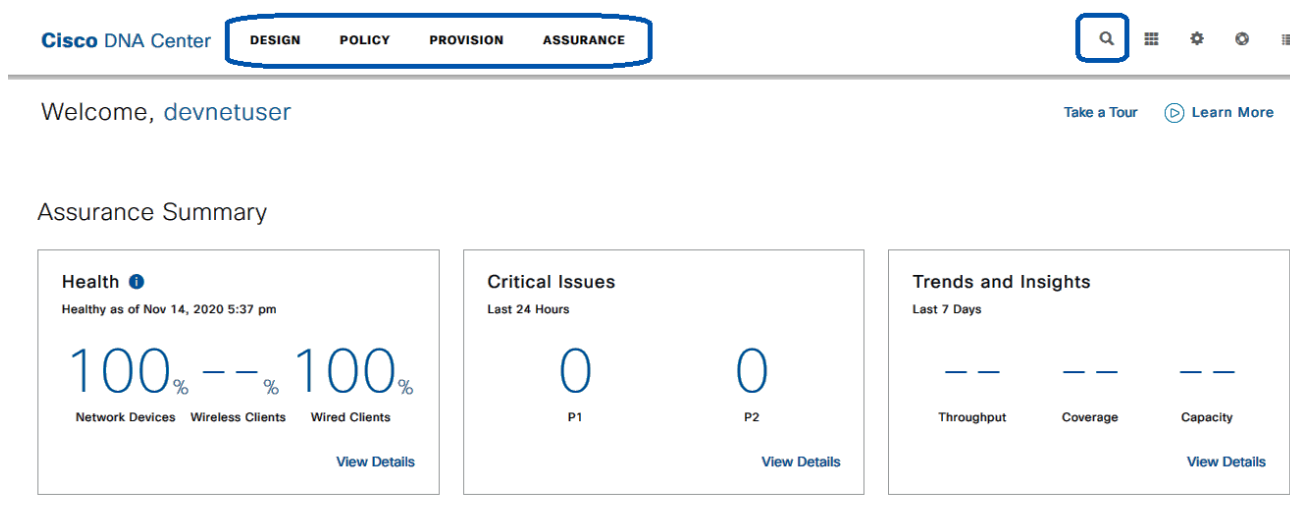 Cisco DNA Center DESIGN POLICY PROVISION ASSURANCE
Welcome, devnetuser Take a Tour Learn More
Assurance Summary
Health
Healthy as of Nov 14, 2020 5:37 pm
100% --% 100%
Network Devices Wireless Clients Wired Clients
View Details
Critical Issues
Last 24 Hours
0 0
P1 P2
View Details
Trends and Insights
Last 7 Days
-- -- --
Throughput Coverage Capacity
View Details